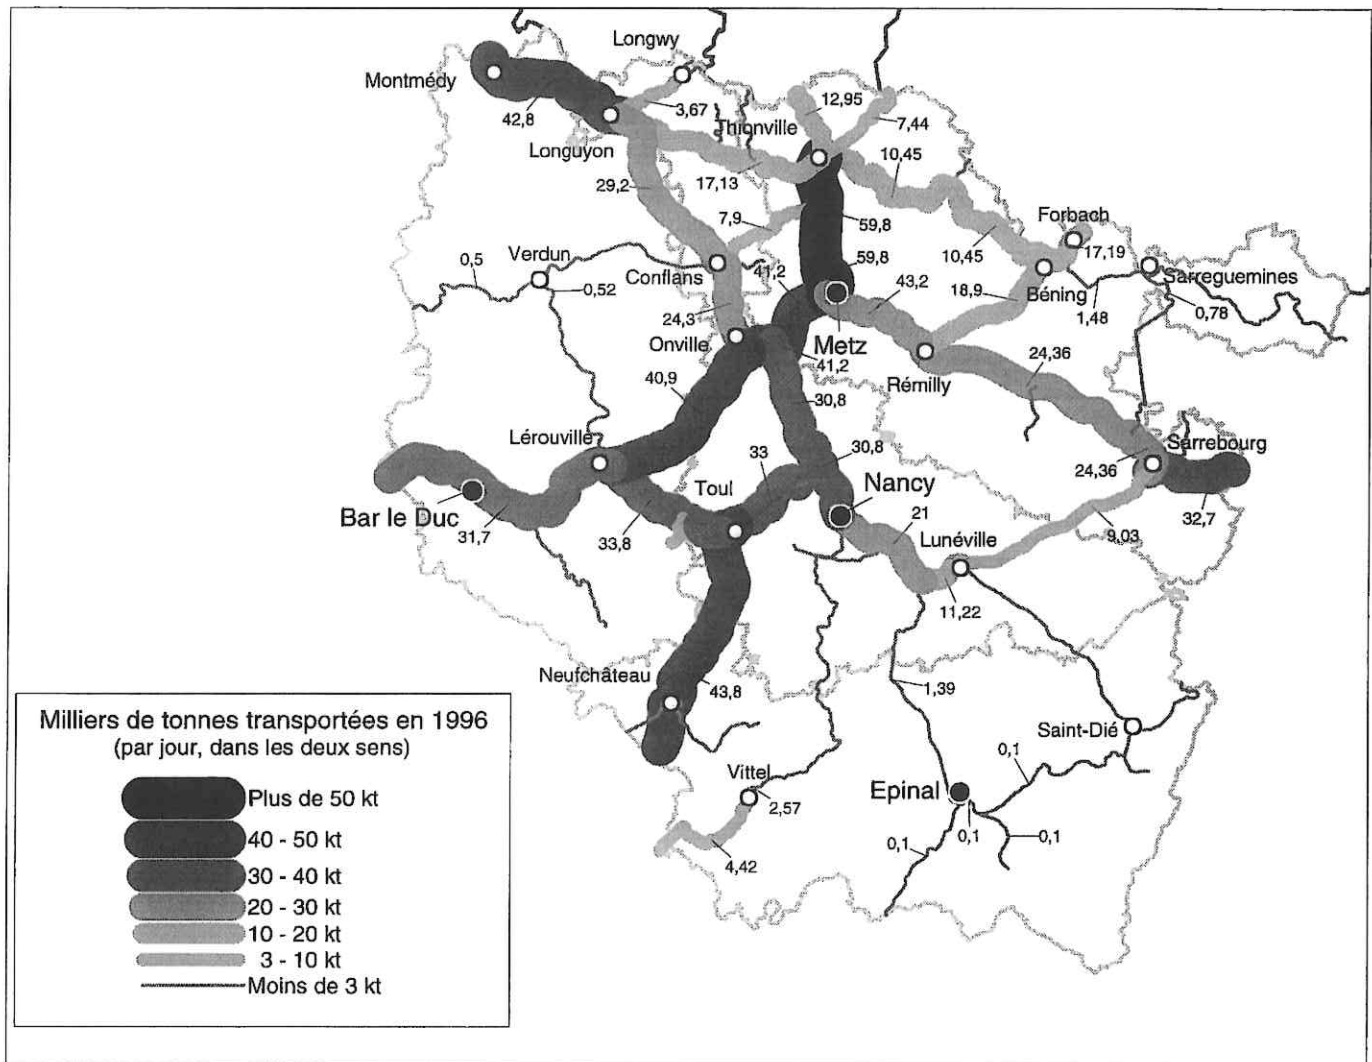 Longwy
Montmédy
12,95
3,67
7,44
42,8
Thionville
Longuyon
10,45
17,13
29,2
7,9
59,8
Forbach
17,19
Verdun
0,5
Conflans
41,2
59,8
10,45
Sarreguemines
0,52
43,2
18,9
Béning
0,78
24,3
1,48
Onville
Metz
41,2
Rémilly
24,36
40,9
30,8
Lérouville
Sarrebourg
33
30,8
24,36
Toul
Nancy
Bar le Duc
31,7
33,8
21
Lunéville
9,03
32,7
11,22
Neufchâteau
43,8
1,39
Saint-Dié
0,1
Vittel
Epinal
2,57
0,1
0,1
0,1
4,42
Milliers de tonnes transportées en 1996
(par jour, dans les deux sens)
Plus de 50 kt
40 - 50 kt
30 - 40 kt
20 - 30 kt
10 - 20 kt
3 - 10 kt
Moins de 3 kt